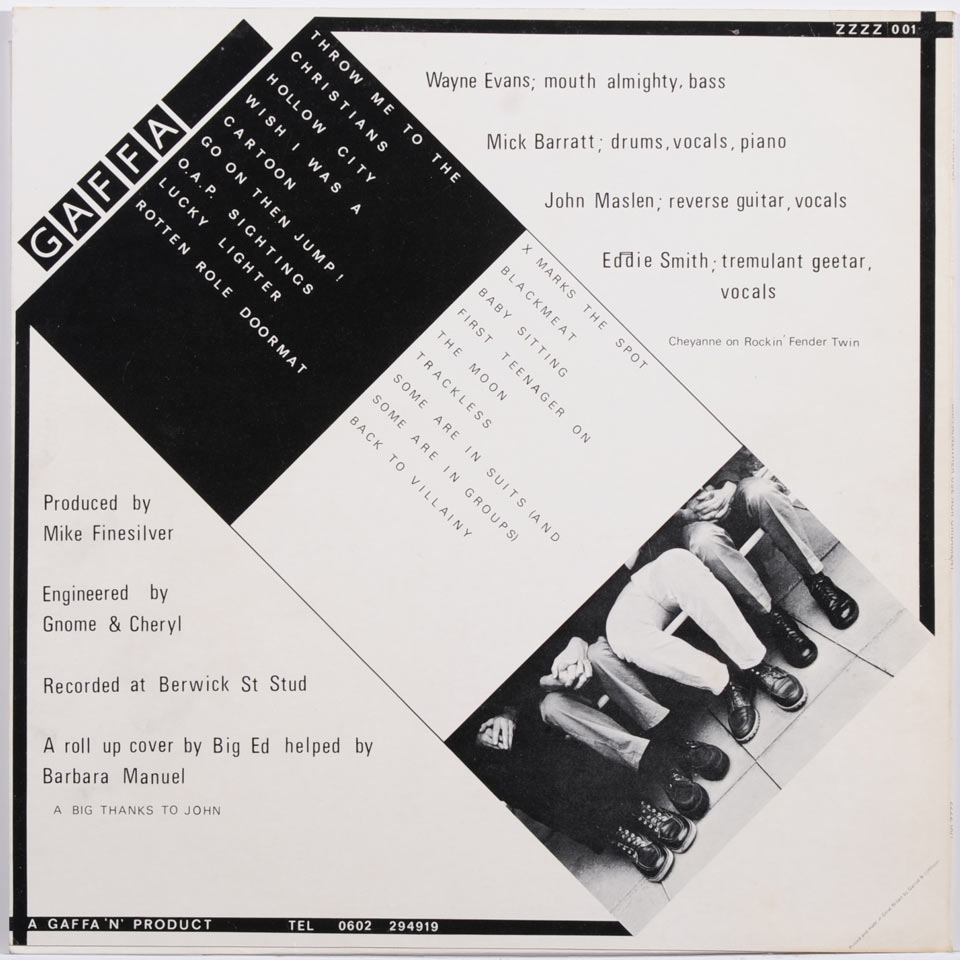 ZZZZ 001
GAFFA
THROW ME TO THE
CHRISTIANS
HOLLOW CITY
WISH I WAS A
CARTOON
GO ON THEN JUMP!
O.A.P. SIGHTINGS
LUCKY LIGHTER
ROTTEN ROLE DOORMAT
Wayne Evans; mouth almighty, bass
Mick Barratt; drums, vocals, piano
John Maslen; reverse guitar, vocals
Eddie Smith; tremulant geetar,
vocals
Cheyanne on Rockin' Fender Twin
X MARKS THE SPOT
BLACKMEAT
BABY SITTING
FIRST TEENAGER ON
THE MOON
TRACKLESS
SOME ARE IN SUITS (AND
SOME ARE IN GROUPS)
BACK TO VILLAINY
Produced by
Mike Finesilver
Engineered by
Gnome & Cheryl
Recorded at Berwick St Stud
A roll up cover by Big Ed helped by
Barbara Manuel
A BIG THANKS TO JOHN
A GAFFA 'N' PRODUCT
TEL 0602 294919